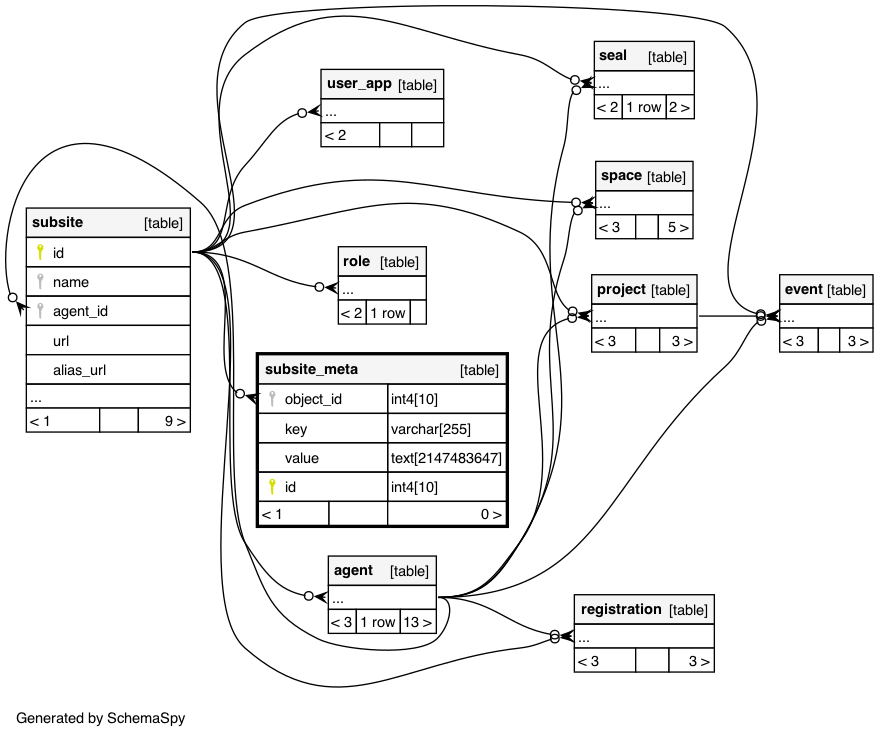 seal [table]
...
< 2 1 row 2 >
user_app [table]
...
< 2
space [table]
...
< 3 5 >
subsite [table]
id
name
agent_id
url
alias_url
...
< 1 9 >
role [table]
...
< 2 1 row
project [table]
...
< 3 3 >
event [table]
...
< 3 3 >
subsite_meta [table]
object_id int4[10]
key varchar[255]
value text[2147483647]
id int4[10]
< 1 0 >
agent [table]
...
< 3 1 row 13 >
registration [table]
...
< 3 3 >
Generated by SchemaSpy